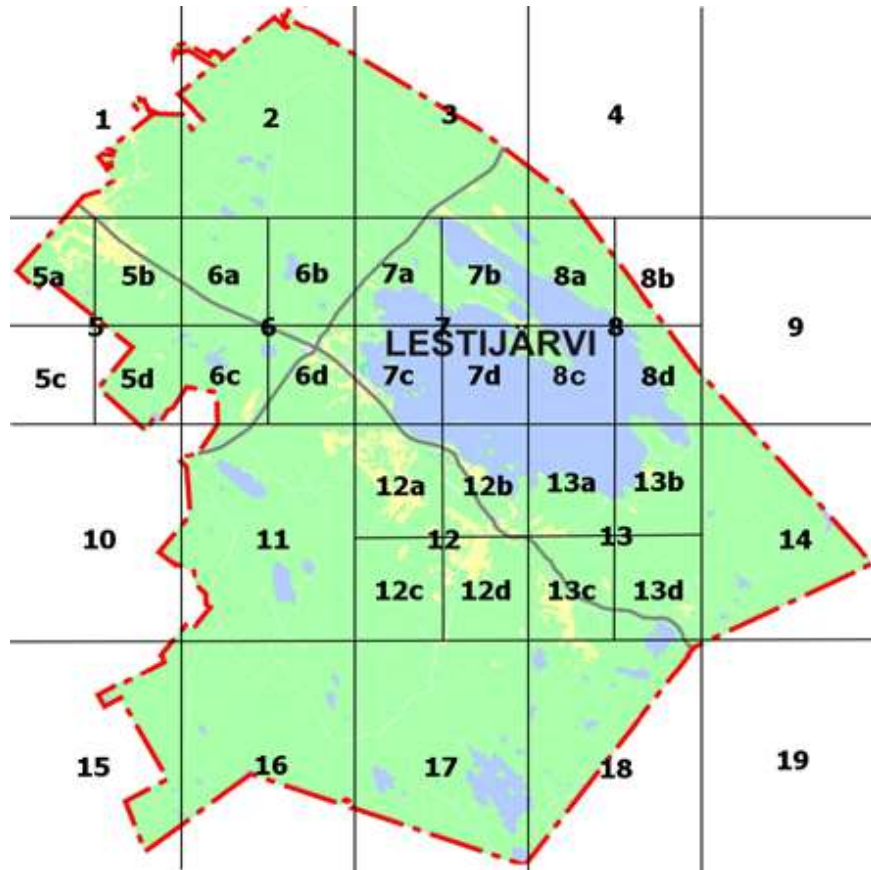 1 2 3 4
5a 5b 6a 6b 7a 7b 8a 8b
5 6 7 8 9
LESTIJÄRVI
5c 5d 6c 6d 7c 7d 8c 8d
12a 12b 13a 13b
10 11 12 13 14
12c 12d 13c 13d
15 16 17 18 19